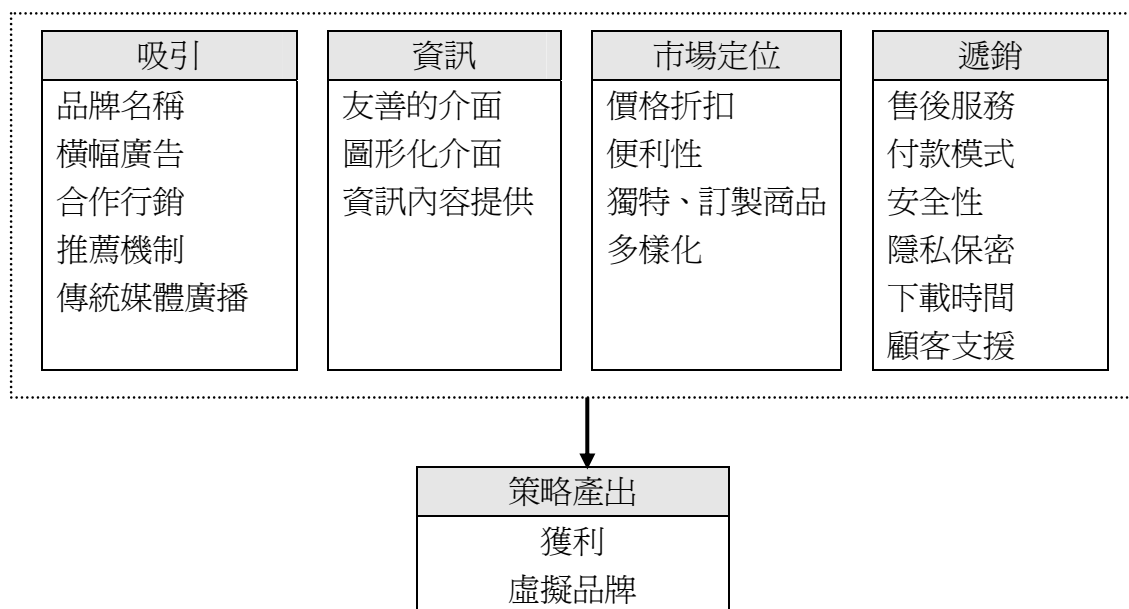 吸引
品牌名稱
橫幅廣告
合作行銷
推薦機制
傳統媒體廣播
資訊
友善的介面
圖形化介面
資訊內容提供
市場定位
價格折扣
便利性
獨特、訂製商品
多樣化
遞銷
售後服務
付款模式
安全性
隱私保密
下載時間
顧客支援
策略產出
獲利
虛擬品牌